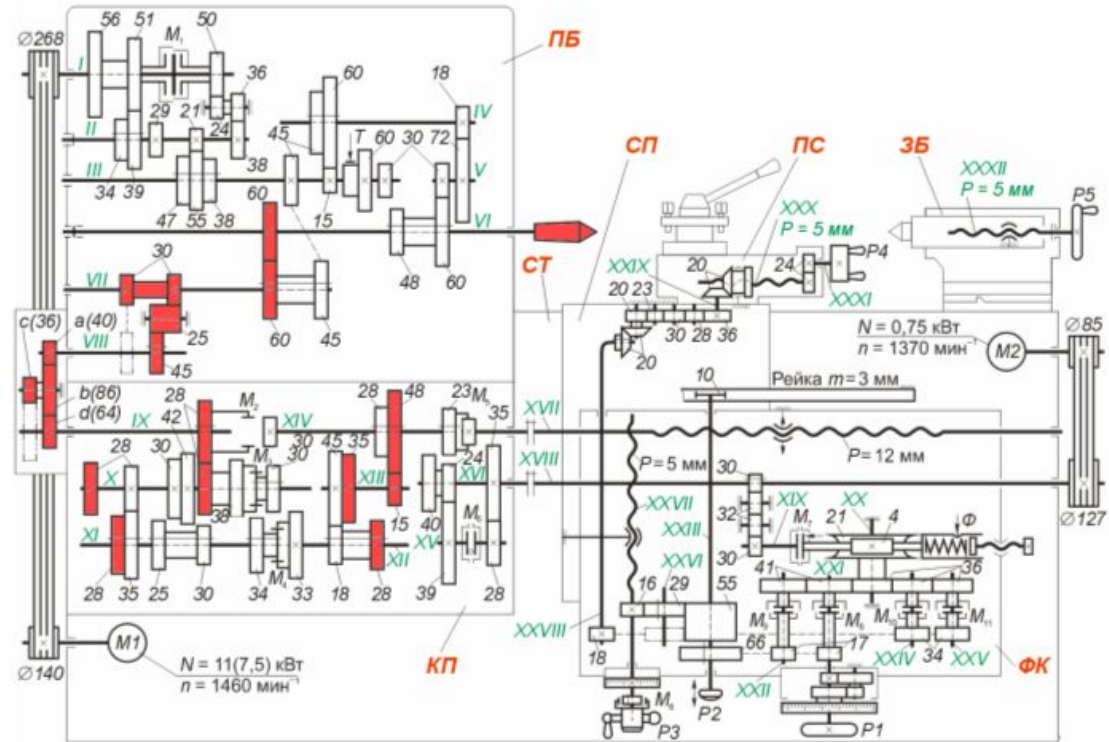 56 51 50
M₁
Ø268
I
36
ПБ
60
18
29 21
II
24
IV
45
T 60 30 72
III
38
V
34 39
60
47 55 38
15
VI
30
48 60
VII
c(36) a(40)
25
60 45
VIII
45
b(86)
d(64)
28 M₂
28 48 23 M₅ 35
IX
42
XIV
XVII
28 30
M₃ 30 30
45 35
24
XVIII
X
XIII
XVI
38
15 40 M₆
XI
M₄
XII
XV
28 35 25 30 34 33 18 28 39 28
M1
Ø140
N = 11(7,5) кВт
n = 1460 мин⁻¹
КП
СТ
СП
ПС
ЗБ
XXXII
P = 5 мм
P5
XXX
P = 5 мм
XXIX
20
24
P4
XXXI
20 23
30 28 36
20
N = 0,75 кВт
n = 1370 мин⁻¹
M2
Ø85
10
Рейка m = 3 мм
P = 5 мм
P = 12 мм
30
XXVII
XIX
XX
32
M₇ 21 4 Ф
Ø127
XXIII
30
XXVI
41
XXI
36
16 29 55
M₉ M₈ M₁₀ M₁₁
XXVIII
18
66 17
XXIV 34 XXV
ФК
XXII
M₆
P3
P2
P1